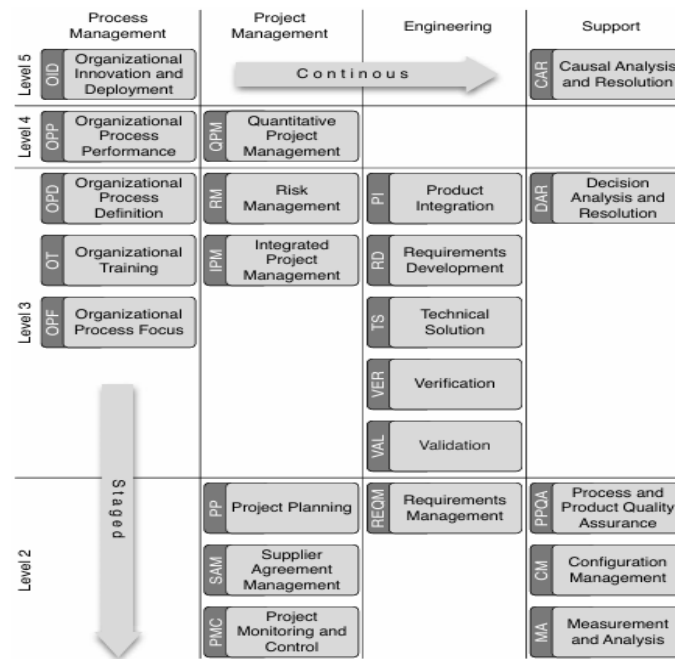 Process
Management
Project
Management
Engineering
Support
Level 5
OID
Organizational
Innovation and
Deployment
Continous
CAR
Causal Analysis
and Resolution
Level 4
OPP
Organizational
Process
Performance
QPM
Quantitative
Project
Management
Level 3
OPD
Organizational
Process
Definition
RM
Risk
Management
PI
Product
Integration
DAR
Decision
Analysis and
Resolution
OT
Organizational
Training
IPM
Integrated
Project
Management
RD
Requirements
Development
OPF
Organizational
Process Focus
TS
Technical
Solution
VER
Verification
VAL
Validation
Staged
Level 2
PP
Project Planning
REQM
Requirements
Management
PPQA
Process and
Product Quality
Assurance
SAM
Supplier
Agreement
Management
CM
Configuration
Management
PMC
Project
Monitoring and
Control
MA
Measurement
and Analysis